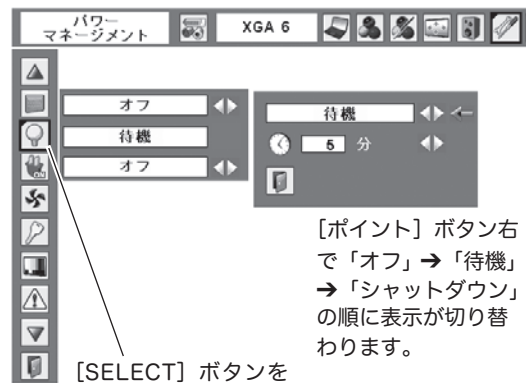 パワー
マネージメント
XGA 6
オフ
待機
オフ
待機
5 分
ON
［ポイント］ボタン右
で「オフ」➔「待機」
➔「シャットダウン」
の順に表示が切り替
わります。
［SELECT］ボタンを